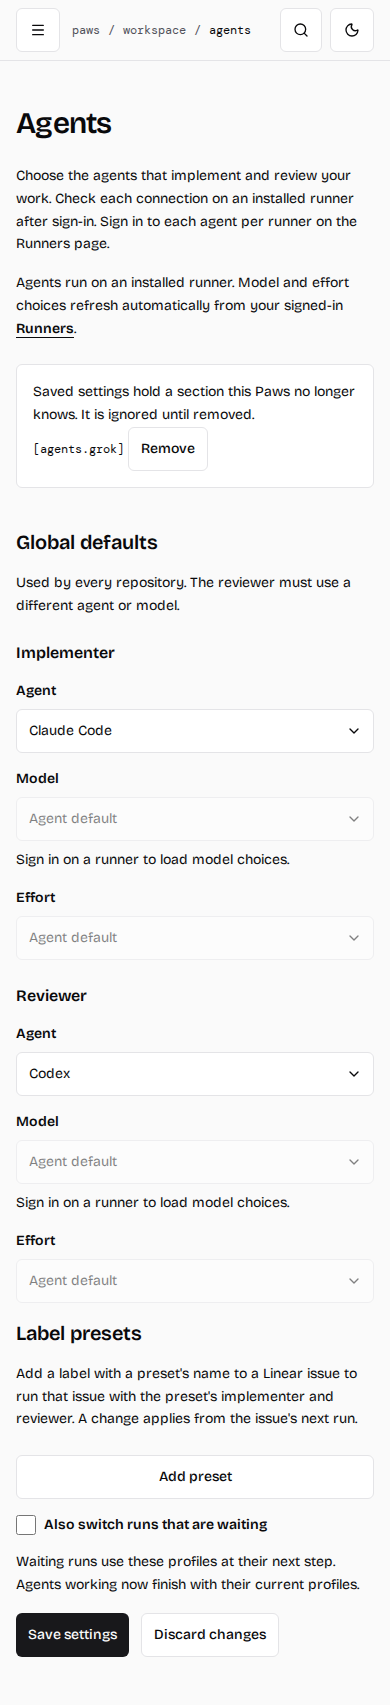 paws / workspace / agents
Agents
Choose the agents that implement and review your
work. Check each connection on an installed runner
after sign-in. Sign in to each agent per runner on the
Runners page.
Agents run on an installed runner. Model and effort
choices refresh automatically from your signed-in
Runners.
Saved settings hold a section this Paws no longer
knows. It is ignored until removed.
[agents.grok] Remove
Global defaults
Used by every repository. The reviewer must use a
different agent or model.
Implementer
Agent
Claude Code
Model
Agent default
Sign in on a runner to load model choices.
Effort
Agent default
Reviewer
Agent
Codex
Model
Agent default
Sign in on a runner to load model choices.
Effort
Agent default
Label presets
Add a label with a preset's name to a Linear issue to
run that issue with the preset's implementer and
reviewer. A change applies from the issue's next run.
Add preset
Also switch runs that are waiting
Waiting runs use these profiles at their next step.
Agents working now finish with their current profiles.
Save settings Discard changes